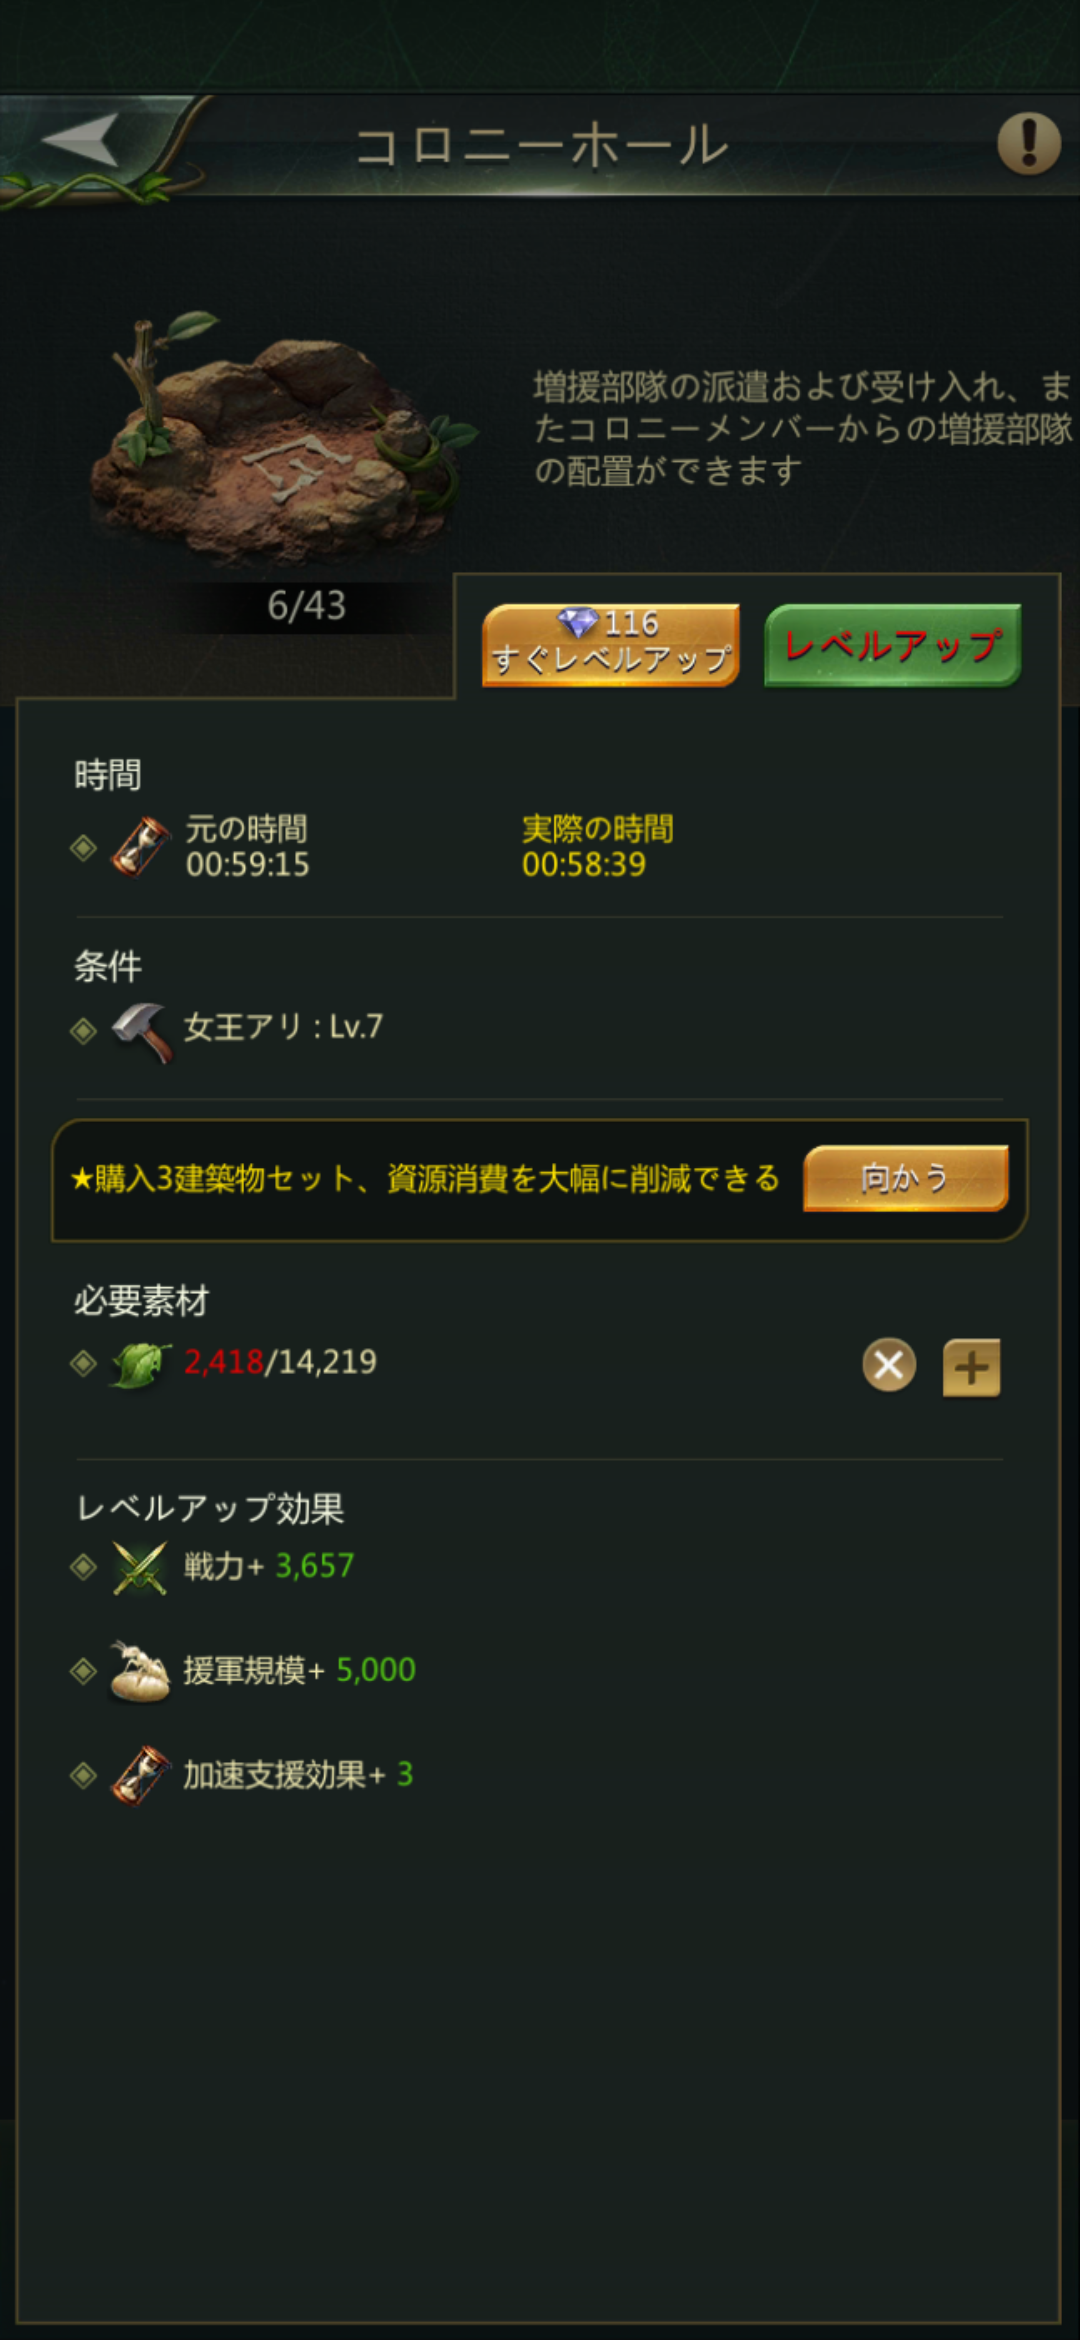 コロニーホール
増援部隊の派遣および受け入れ、ま
たコロニーメンバーからの増援部隊
の配置ができます
6/43
116
すぐレベルアップ
レベルアップ
時間
元の時間
00:59:15
実際の時間
00:58:39
条件
女王アリ : Lv.7
★購入3建築物セット、資源消費を大幅に削減できる
向かう
必要素材
2,418/14,219
レベルアップ効果
戦力+ 3,657
援軍規模+ 5,000
加速支援効果+ 3